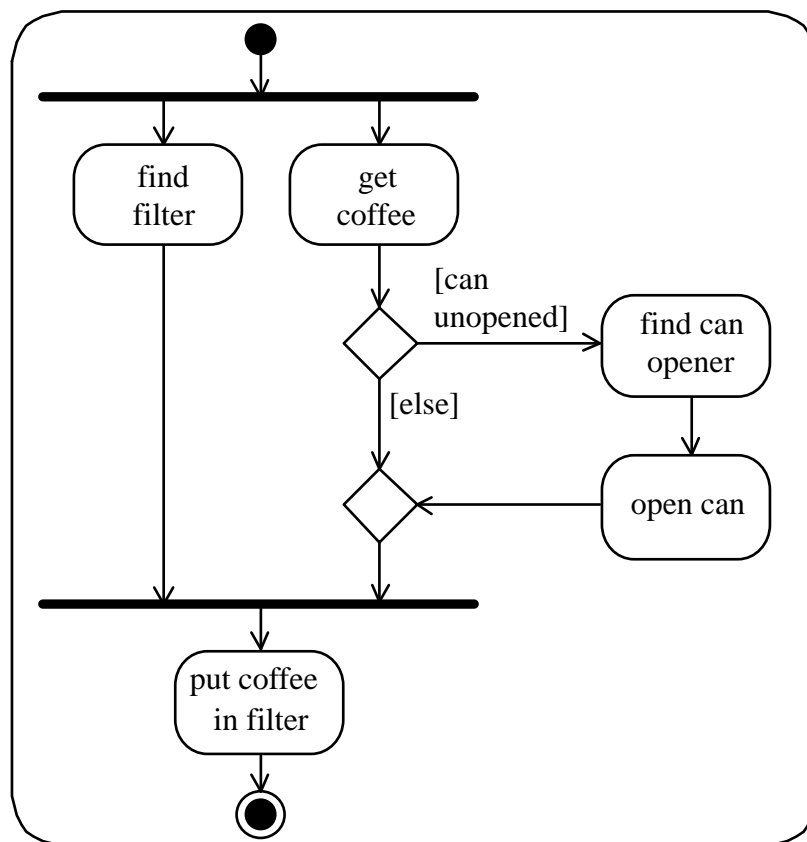 find
filter
get
coffee
[can
unopened]
find can
opener
[else]
open can
put coffee
in filter